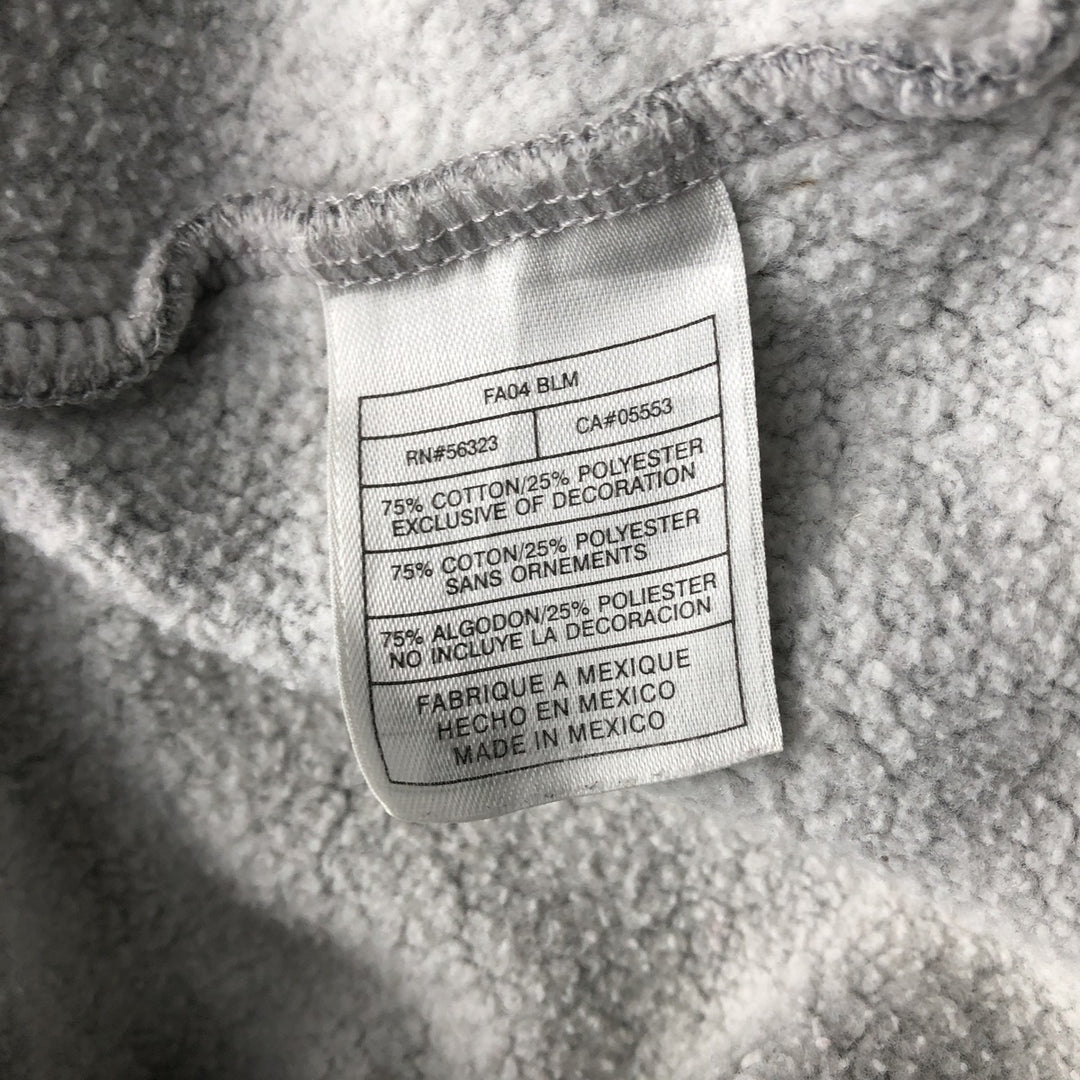 FA04 BLM
RN#56323 CA#05553
75% COTTON/25% POLYESTER
EXCLUSIVE OF DECORATION
75% COTON/25% POLYESTER
SANS ORNEMENTS
75% ALGODON/25% POLIESTER
NO INCLUYE LA DECORACION
FABRIQUE A MEXIQUE
HECHO EN MEXICO
MADE IN MEXICO